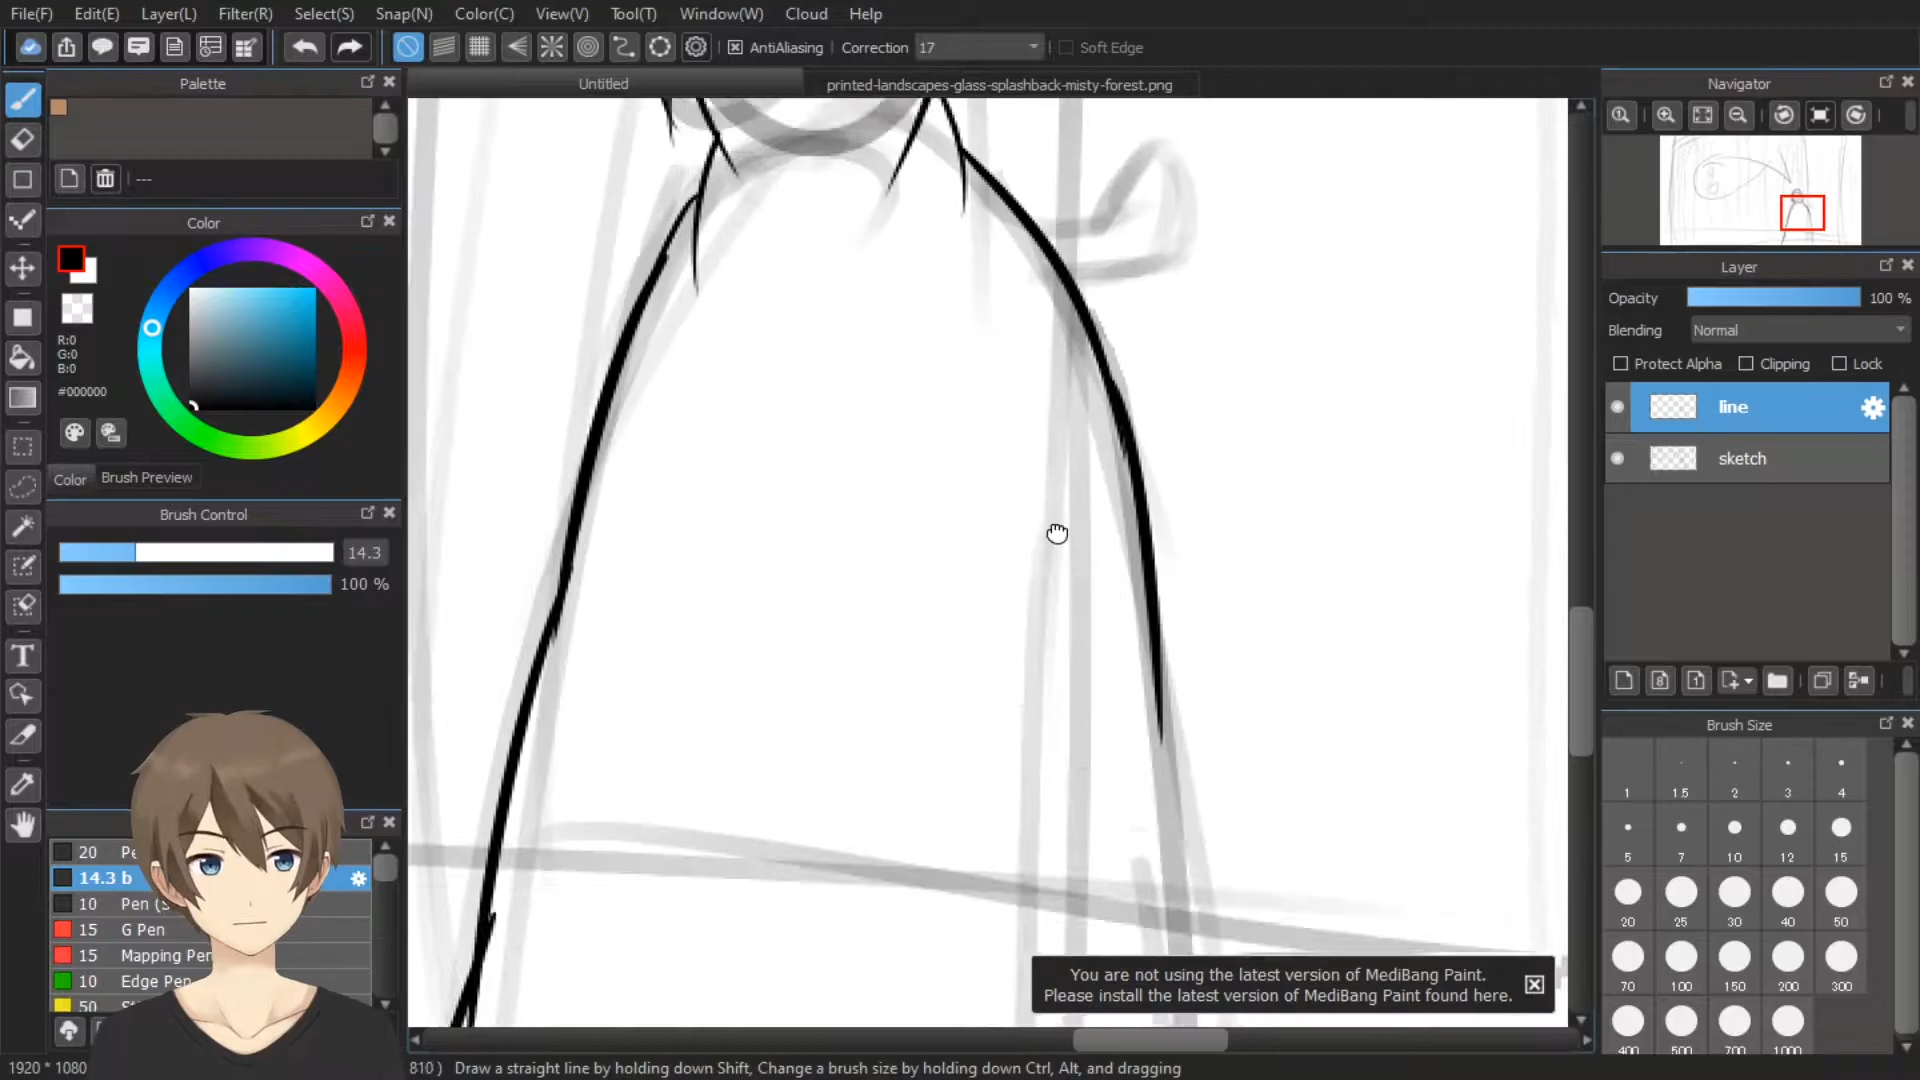 File(F) Edit(E) Layer(L) Filter(R) Select(S) Snap(N) Color(C) View(V) Tool(T) Window(W) Cloud Help
AntiAliasing Correction 17 Soft Edge
Palette
Untitled
printed-landscapes-glass-splashback-misty-forest.png
Navigator
---
Color
R:0
G:0
B:0
#000000
Color Brush Preview
Brush Control
14.3
100 %
20
14.3 b
10 Pen (S
15 G Pen
15 Mapping Pen
10 Edge Pen
50
Layer
Opacity 100 %
Blending Normal
Protect Alpha Clipping Lock
line
sketch
8 1
Brush Size
1 1.5 2 3 4
5 7 10 12 15
20 25 30 40 50
70 100 150 200 300
400 500 700 1000
You are not using the latest version of MediBang Paint.
Please install the latest version of MediBang Paint found here.
1920 * 1080 810 ) Draw a straight line by holding down Shift, Change a brush size by holding down Ctrl, Alt, and dragging